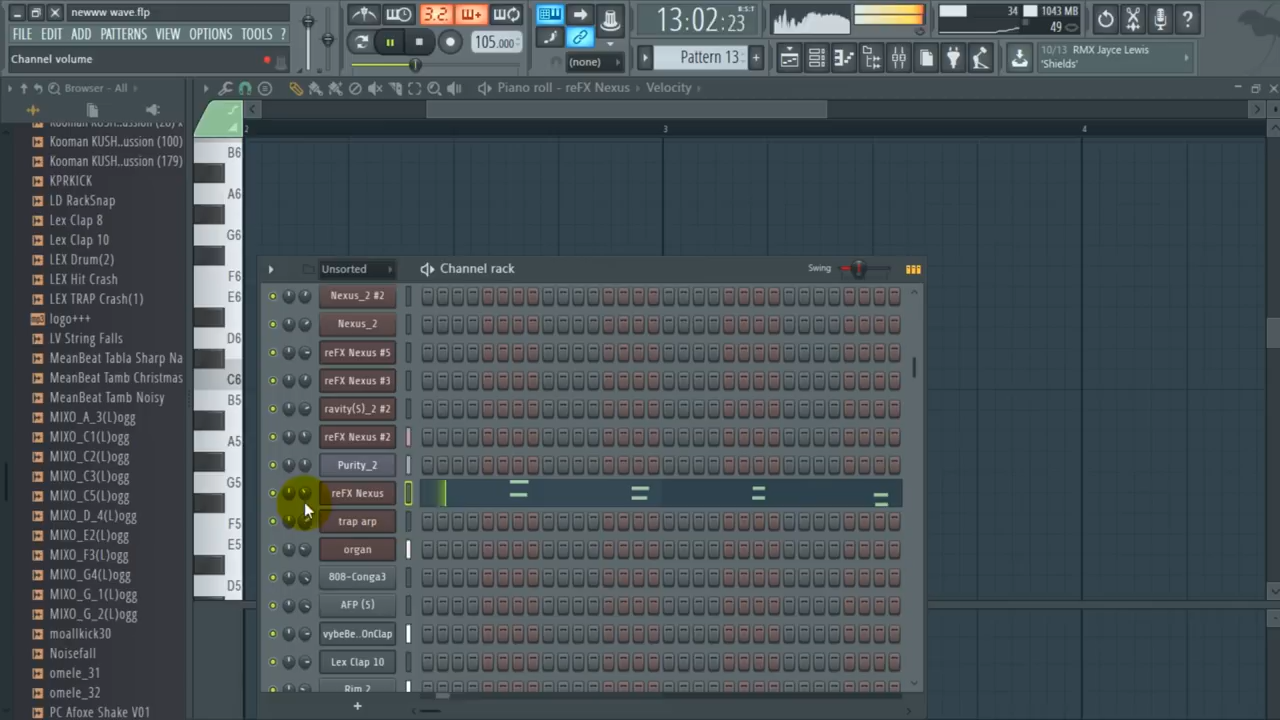 newww wave.flp
FILE EDIT ADD PATTERNS VIEW OPTIONS TOOLS ?
Channel volume
3.2
105.000
(none)
13:02:23
Pattern 13
34
1043 MB
49
10/13 RMX Jayce Lewis
'Shields'
Browser - All
Piano roll - reFX Nexus
Velocity
Kooman KUSH..ussion (100)
Kooman KUSH..ussion (179)
KPRKICK
LD RackSnap
Lex Clap 8
Lex Clap 10
LEX Drum(2)
LEX Hit Crash
LEX TRAP Crash(1)
logo+++
LV String Falls
MeanBeat Tabla Sharp Na
MeanBeat Tamb Christmas
MeanBeat Tamb Noisy
MIXO_A_3(L)ogg
MIXO_C1(L)ogg
MIXO_C2(L)ogg
MIXO_C3(L)ogg
MIXO_C5(L)ogg
MIXO_D_4(L)ogg
MIXO_E2(L)ogg
MIXO_F3(L)ogg
MIXO_G4(L)ogg
MIXO_G_1(L)ogg
MIXO_G_2(L)ogg
moallkick30
Noisefall
omele_31
omele_32
PC Afoxe Shake V01
2 3 4
B6
A6
G6
F6
E6
D6
C6
B5
A5
G5
F5
E5
D5
Unsorted
Channel rack
Swing
Nexus_2 #2
Nexus_2
reFX Nexus #5
reFX Nexus #3
ravity(S)_2 #2
reFX Nexus #2
Purity_2
reFX Nexus
trap arp
organ
808-Conga3
AFP (S)
vybeBe..OnClap
Lex Clap 10
Rim 2
+